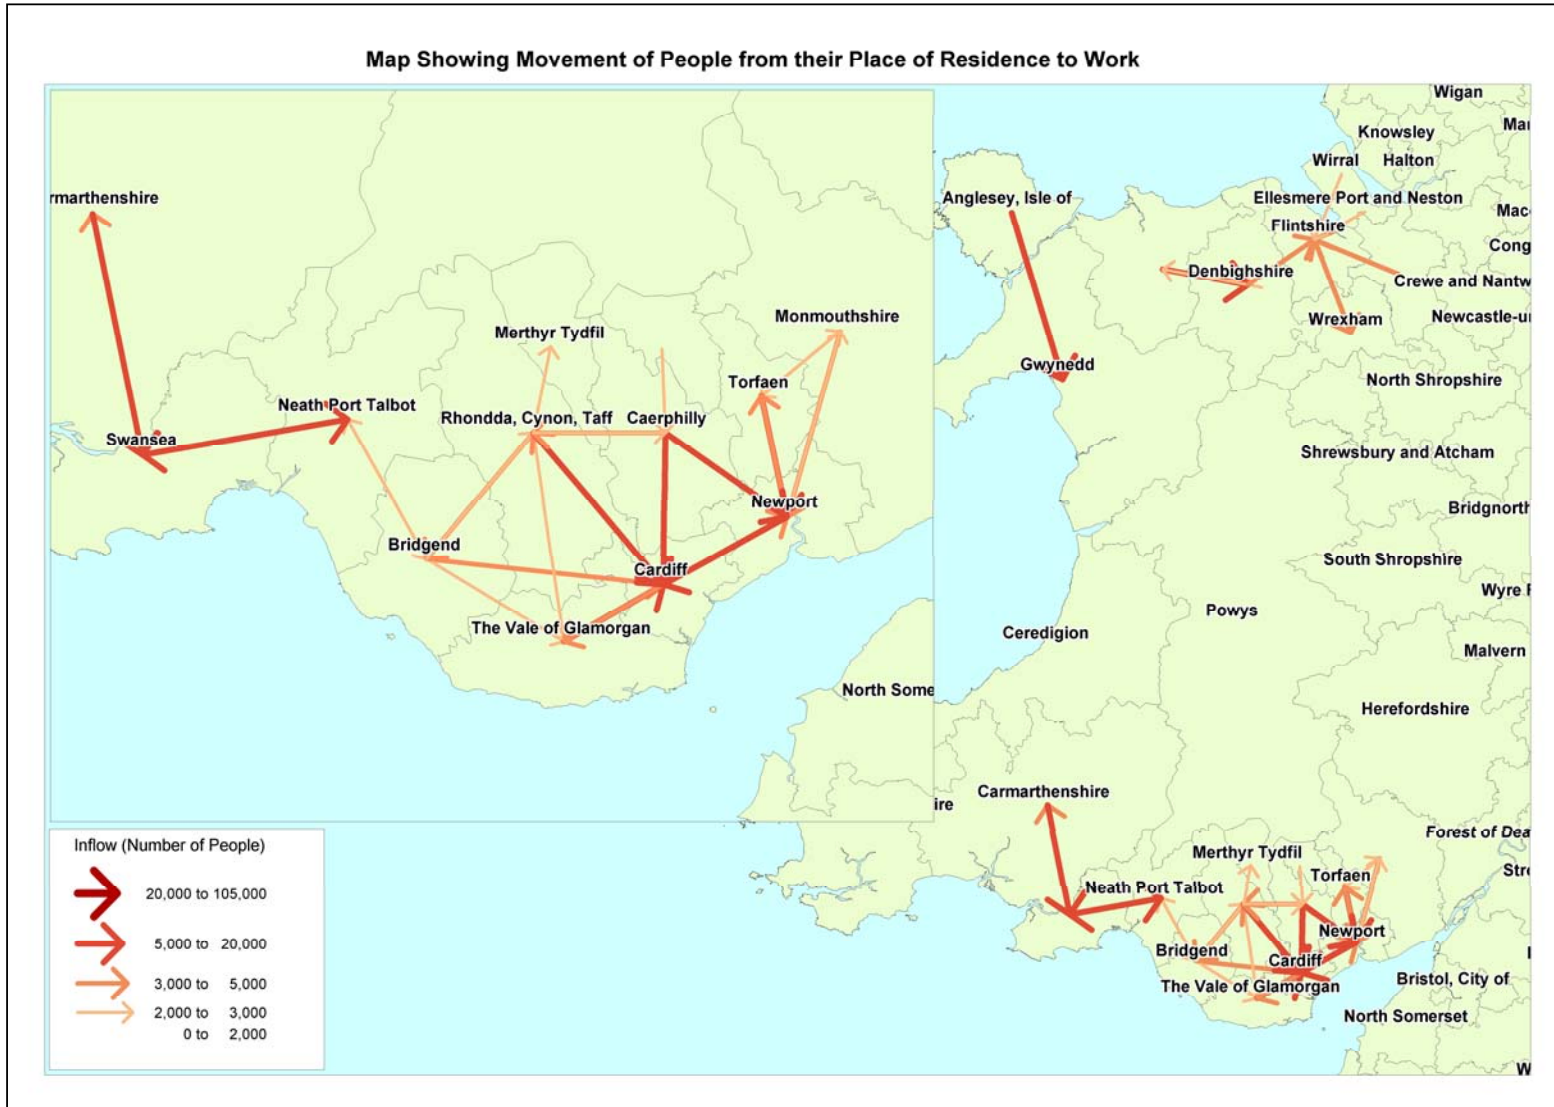 Map Showing Movement of People from their Place of Residence to Work
rmarthenshire
Swansea
Neath Port Talbot
Merthyr Tydfil
Rhondda, Cynon, Taff
Caerphilly
Monmouthshire
Torfaen
Newport
Bridgend
Cardiff
The Vale of Glamorgan
North Some
Wigan
Knowsley
Mar
Wirral
Halton
Anglesey, Isle of
Ellesmere Port and Neston
Mac
Flintshire
Cong
Denbighshire
Crewe and Nantw
Wrexham
Newcastle-u
Gwynedd
North Shropshire
Shrewsbury and Atcham
Bridgnorth
South Shropshire
Wyre F
Powys
Ceredigion
Malvern
Herefordshire
ire
Carmarthenshire
Forest of Dea
Merthyr Tydfil
Torfaen
Str
Neath Port Talbot
Newport
Bridgend
Cardiff
The Vale of Glamorgan
Bristol, City of
North Somerset
W
Inflow (Number of People)
20,000 to 105,000
5,000 to 20,000
3,000 to 5,000
2,000 to 3,000
0 to 2,000